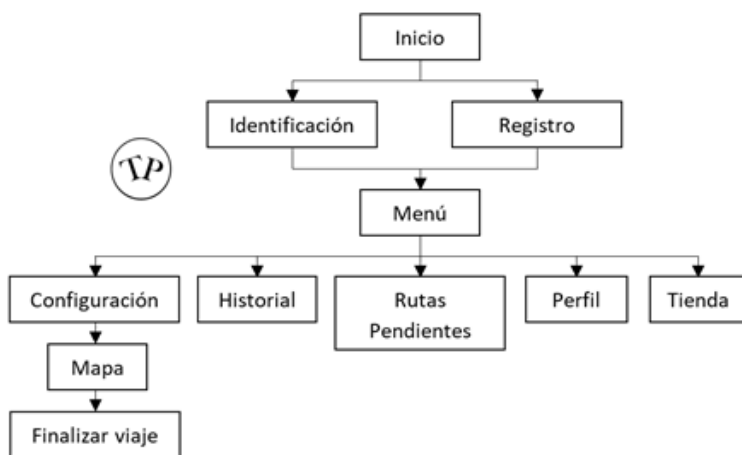 Inicio
Identificación
Registro
TP
Menú
Configuración
Historial
Rutas
Pendientes
Perfil
Tienda
Mapa
Finalizar viaje